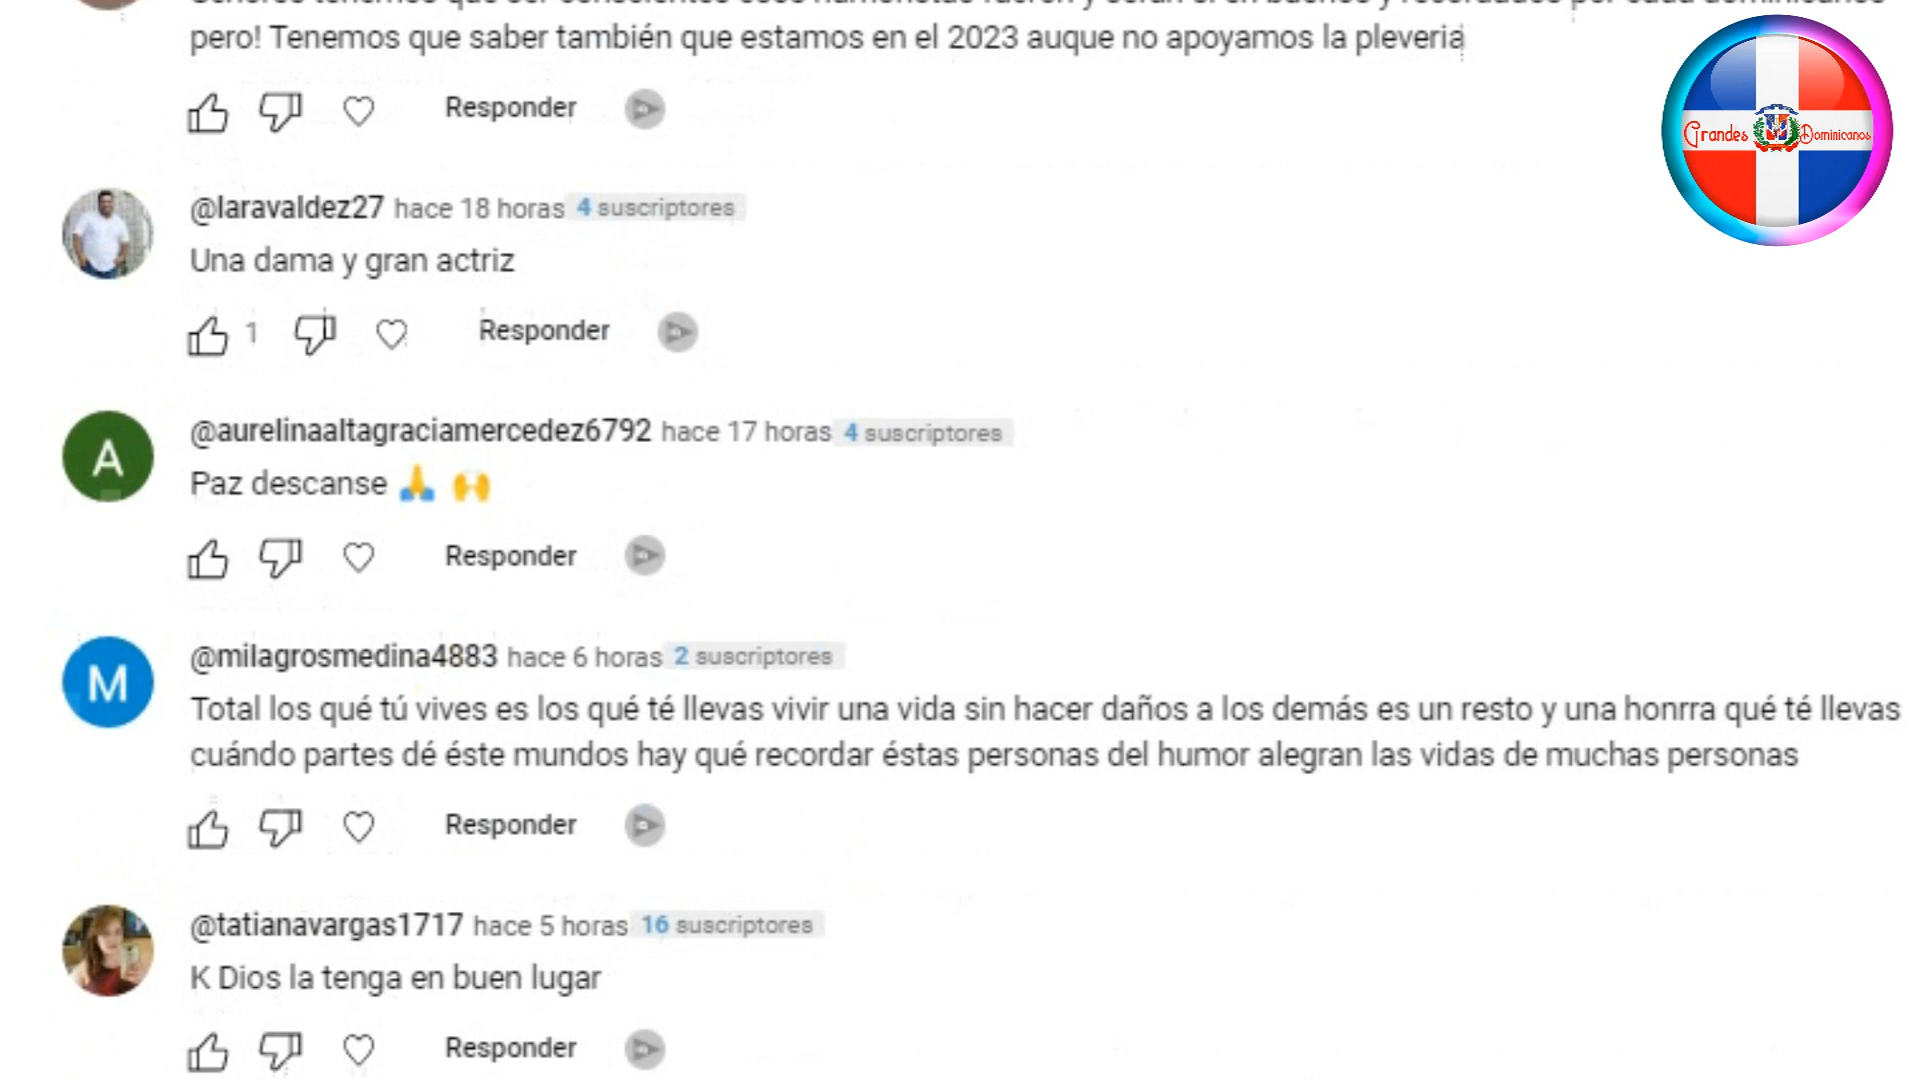 pero! Tenemos que saber también que estamos en el 2023 auque no apoyamos la pleveria
Responder
Grandes Dominicanos
@laravaldez27 hace 18 horas 4 suscriptores
Una dama y gran actriz
1 Responder
@aurelinaaltagraciamercedez6792 hace 17 horas 4 suscriptores
A
Paz descanse 🙏 🙌
Responder
@milagrosmedina4883 hace 6 horas 2 suscriptores
M
Total los qué tú vives es los qué té llevas vivir una vida sin hacer daños a los demás es un resto y una honrra qué té llevas
cuándo partes dé éste mundos hay qué recordar éstas personas del humor alegran las vidas de muchas personas
Responder
@tatianavargas1717 hace 5 horas 16 suscriptores
K Dios la tenga en buen lugar
Responder